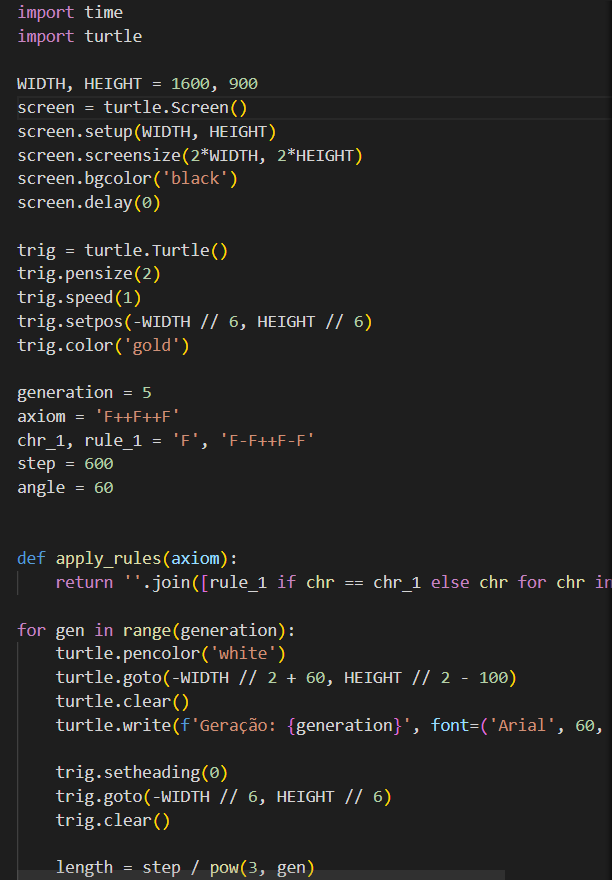 import time
import turtle

WIDTH, HEIGHT = 1600, 900
screen = turtle.Screen()
screen.setup(WIDTH, HEIGHT)
screen.screensize(2*WIDTH, 2*HEIGHT)
screen.bgcolor('black')
screen.delay(0)

trig = turtle.Turtle()
trig.pensize(2)
trig.speed(1)
trig.setpos(-WIDTH // 6, HEIGHT // 6)
trig.color('gold')

generation = 5
axiom = 'F++F++F'
chr_1, rule_1 = 'F', 'F-F++F-F'
step = 600
angle = 60


def apply_rules(axiom):
    return ''.join([rule_1 if chr == chr_1 else chr for chr in

for gen in range(generation):
    turtle.pencolor('white')
    turtle.goto(-WIDTH // 2 + 60, HEIGHT // 2 - 100)
    turtle.clear()
    turtle.write(f'Geração: {generation}', font=('Arial', 60,

    trig.setheading(0)
    trig.goto(-WIDTH // 6, HEIGHT // 6)
    trig.clear()

    length = step / pow(3, gen)